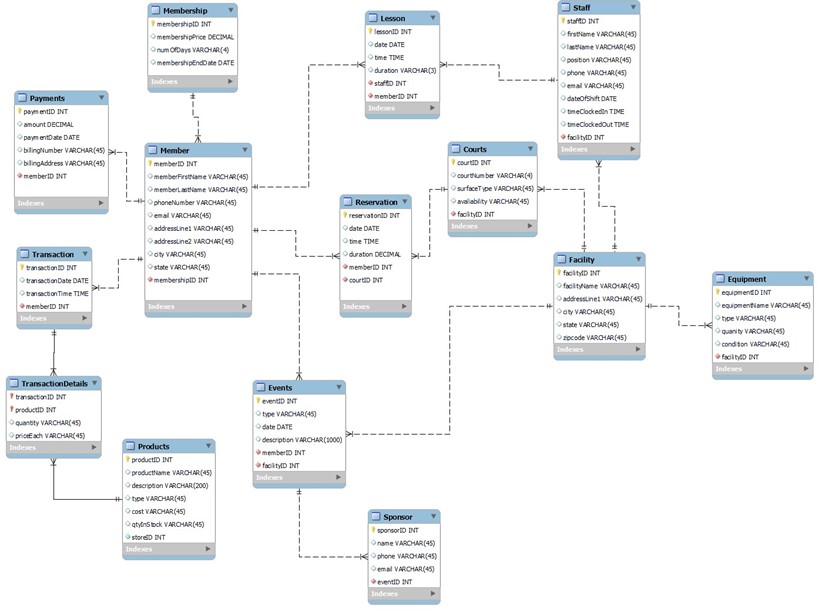 Membership
membershipID INT
membershipPrice DECIMAL
numOfDays VARCHAR(4)
membershipEndDate DATE
Indexes
Lesson
lessonID INT
date DATE
time TIME
duration VARCHAR(3)
staffID INT
memberID INT
Indexes
Staff
staffID INT
firstName VARCHAR(45)
lastName VARCHAR(45)
position VARCHAR(45)
phone VARCHAR(45)
email VARCHAR(45)
dateOfShift DATE
timeClockedIn TIME
timeClockedOut TIME
facilityID INT
Indexes
Payments
paymentID INT
amount DECIMAL
paymentDate DATE
billingNumber VARCHAR(45)
billingAddress VARCHAR(45)
memberID INT
Indexes
Member
memberID INT
memberFirstName VARCHAR(45)
memberLastName VARCHAR(45)
phoneNumber VARCHAR(45)
email VARCHAR(45)
addressLine1 VARCHAR(45)
addressLine2 VARCHAR(45)
city VARCHAR(45)
state VARCHAR(45)
membershipID INT
Indexes
Courts
courtID INT
courtNumber VARCHAR(4)
surfaceType VARCHAR(45)
availability VARCHAR(45)
facilityID INT
Indexes
Reservation
reservationID INT
date DATE
time TIME
duration DECIMAL
memberID INT
courtID INT
Indexes
Transaction
transactionID INT
transactionDate DATE
transactionTime TIME
memberID INT
Indexes
Facility
facilityID INT
facilityName VARCHAR(45)
addressLine1 VARCHAR(45)
city VARCHAR(45)
state VARCHAR(45)
zipcode VARCHAR(45)
Indexes
Equipment
equipmentID INT
equipmentName VARCHAR(45)
type VARCHAR(45)
quanity VARCHAR(45)
condition VARCHAR(45)
facilityID INT
Indexes
TransactionDetails
transactionID INT
productID INT
quantity VARCHAR(45)
priceEach VARCHAR(45)
Indexes
Events
eventID INT
type VARCHAR(45)
date DATE
description VARCHAR(1000)
memberID INT
facilityID INT
Indexes
Products
productID INT
productName VARCHAR(45)
description VARCHAR(200)
type VARCHAR(45)
cost VARCHAR(45)
qtyInStock VARCHAR(45)
storeID INT
Indexes
Sponsor
sponsorID INT
name VARCHAR(45)
phone VARCHAR(45)
email VARCHAR(45)
eventID INT
Indexes